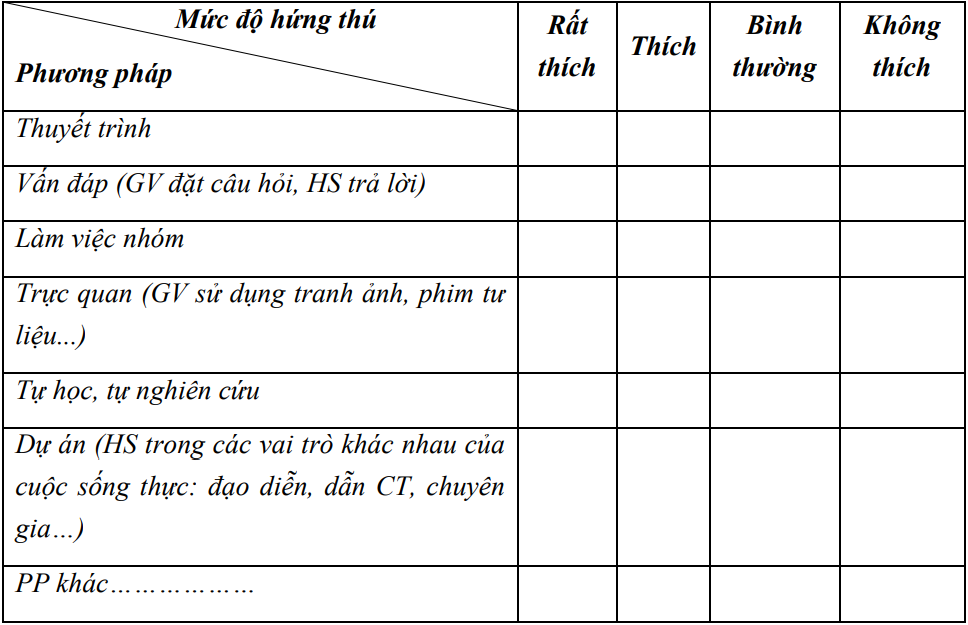 Mức độ hứng thú
Phương pháp
Rất
thích
Thích
Bình
thường
Không
thích
Thuyết trình
Vấn đáp (GV đặt câu hỏi, HS trả lời)
Làm việc nhóm
Trực quan (GV sử dụng tranh ảnh, phim tư
liệu...)
Tự học, tự nghiên cứu
Dự án (HS trong các vai trò khác nhau của
cuộc sống thực: đạo diễn, dẫn CT, chuyên
gia…)
PP khác………………